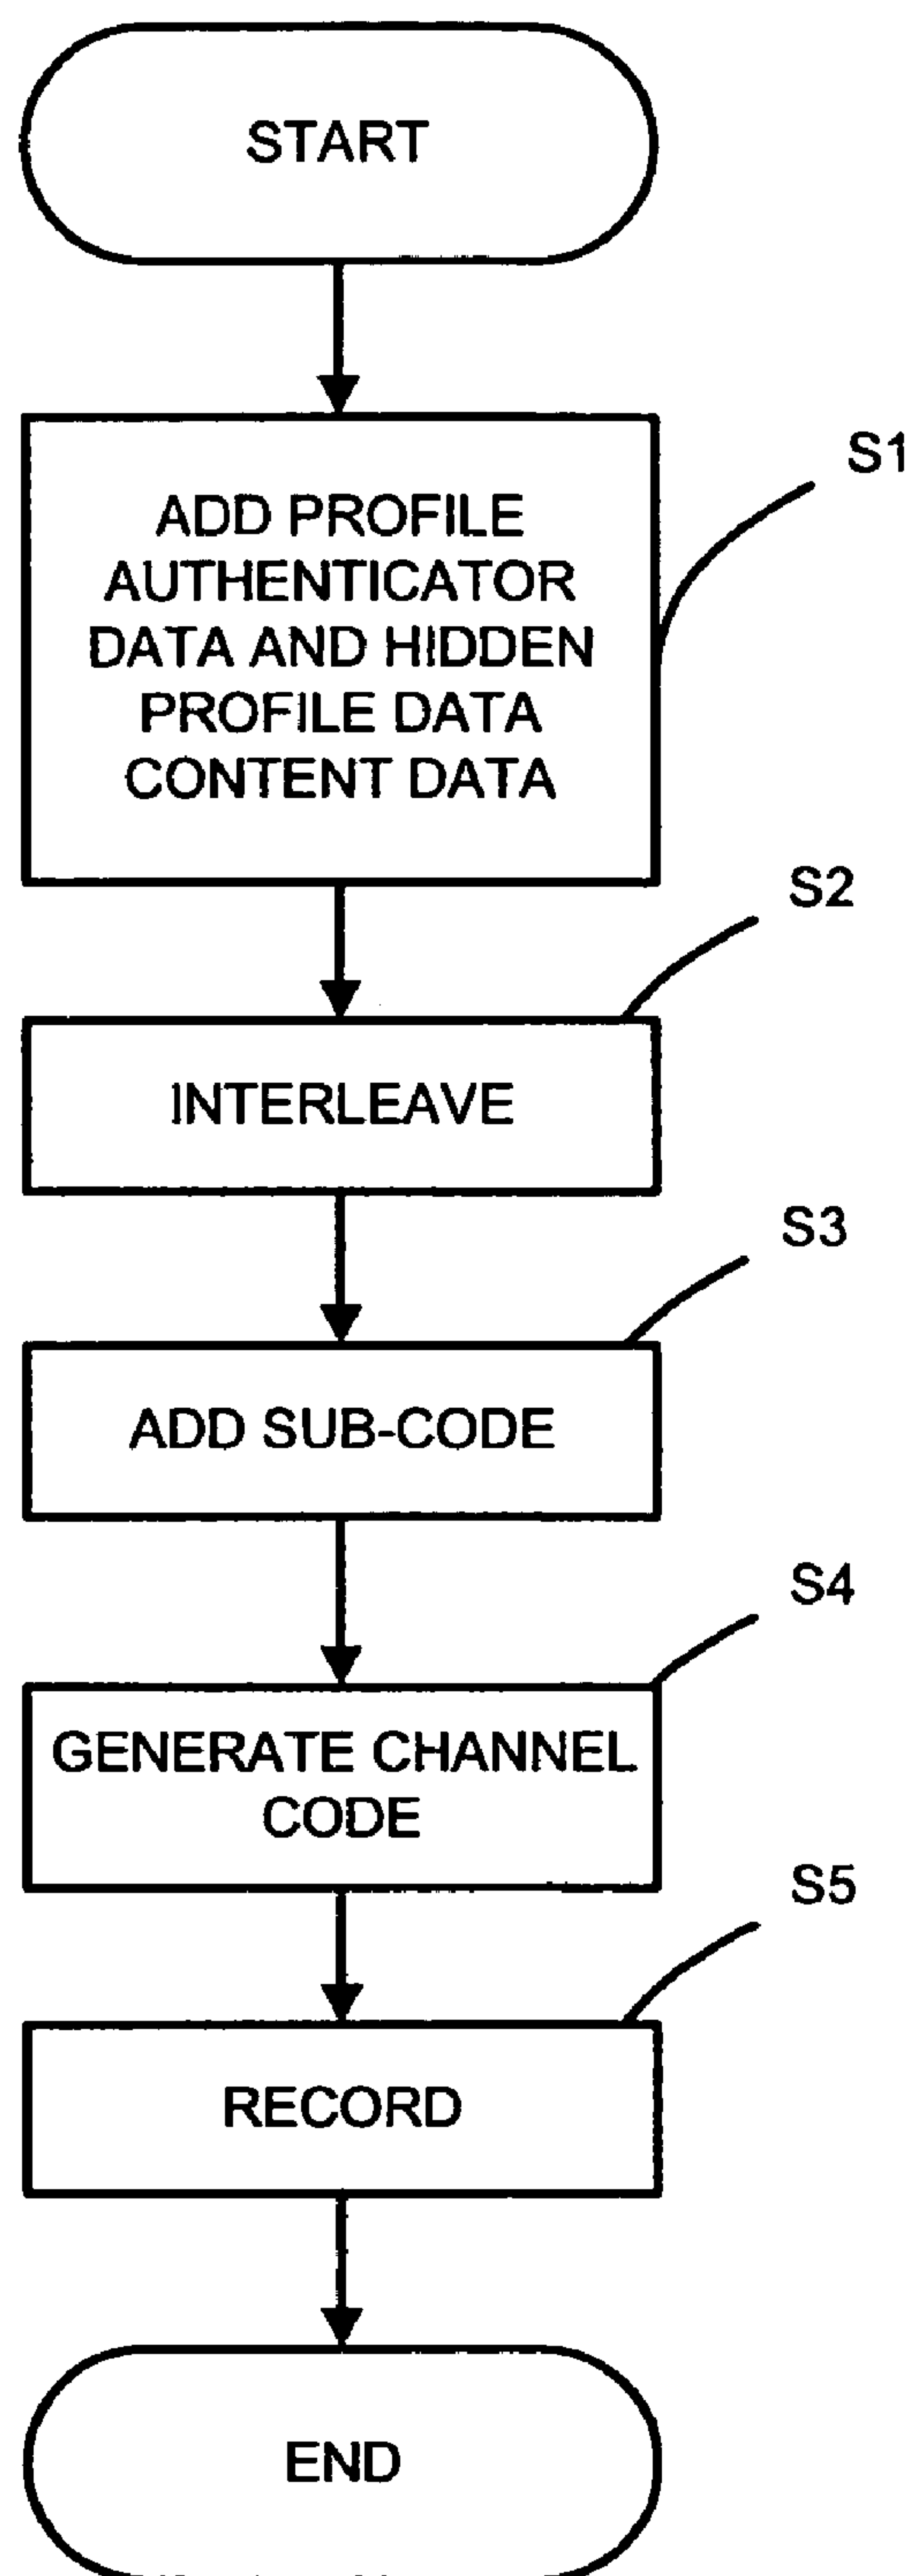 START
S1
ADD PROFILE
AUTHENTICATOR
DATA AND HIDDEN
PROFILE DATA
CONTENT DATA
S2
INTERLEAVE
S3
ADD SUB-CODE
S4
GENERATE CHANNEL
CODE
S5
RECORD
END